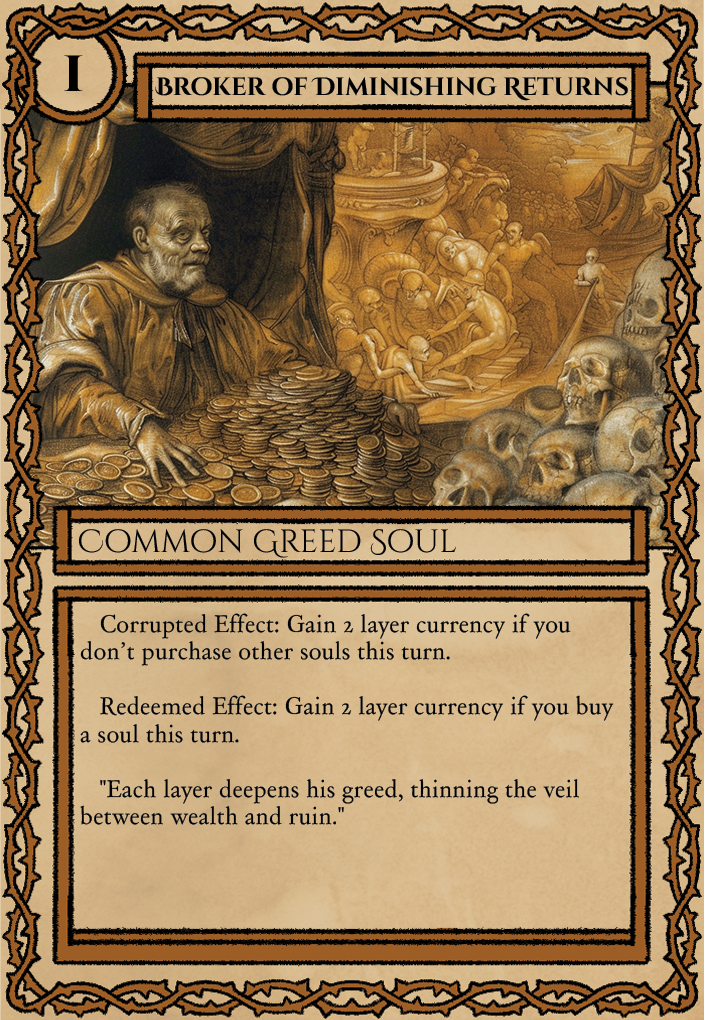 I
Broker of Diminishing Returns
Common Greed Soul
Corrupted Effect: Gain 2 layer currency if you
don't purchase other souls this turn.
Redeemed Effect: Gain 2 layer currency if you buy
a soul this turn.
"Each layer deepens his greed, thinning the veil
between wealth and ruin."